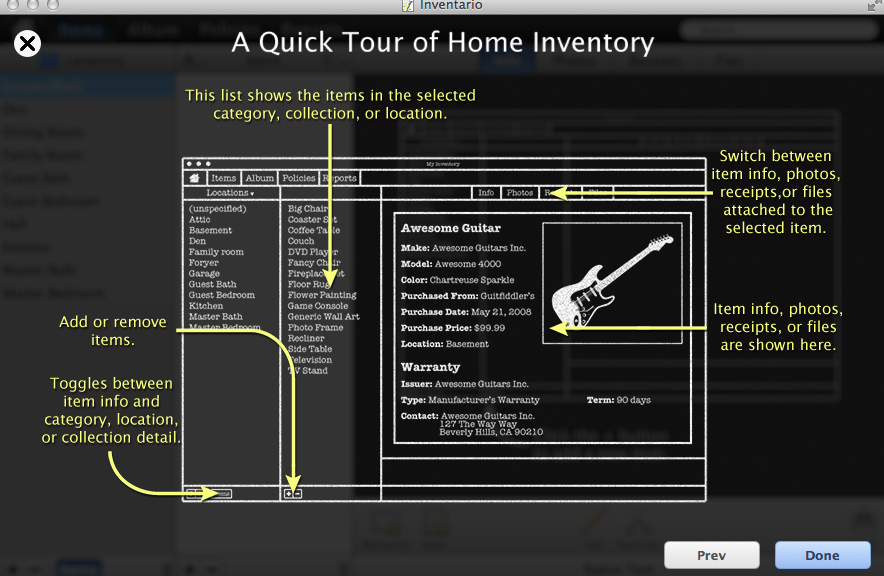 Inventario
A Quick Tour of Home Inventory
This list shows the items in the selected
category, collection, or location.
My Inventory
Items Album Policies Reports
Locations
Info Photos
Switch between
item info, photos,
receipts,or files
attached to the
selected item.
(unspecified)
Attic
Basement
Den
Family room
Foryer
Garage
Guest Bath
Guest Bedroom
Kitchen
Master Bath
Master Bedroom
Big Chair
Coaster Set
Coffee Table
Couch
DVD Player
Fancy Chair
Fireplace Set
Floor Rug
Flower Painting
Game Console
Generic Wall Art
Photo Frame
Recliner
Side Table
Television
TV Stand
Awesome Guitar
Make: Awesome Guitars Inc.
Model: Awesome 4000
Color: Chartreuse Sparkle
Purchased From: Guitfiddler's
Purchase Date: May 21, 2008
Purchase Price: $99.99
Location: Basement
Warranty
Issuer: Awesome Guitars Inc.
Type: Manufacturer's Warranty Term: 90 days
Contact: Awesome Guitars Inc.
127 The Way Way
Beverly Hills, CA 90210
Item info, photos,
receipts, or files
are shown here.
Add or remove
items.
Toggles between
item info and
category, location,
or collection detail.
Prev Done